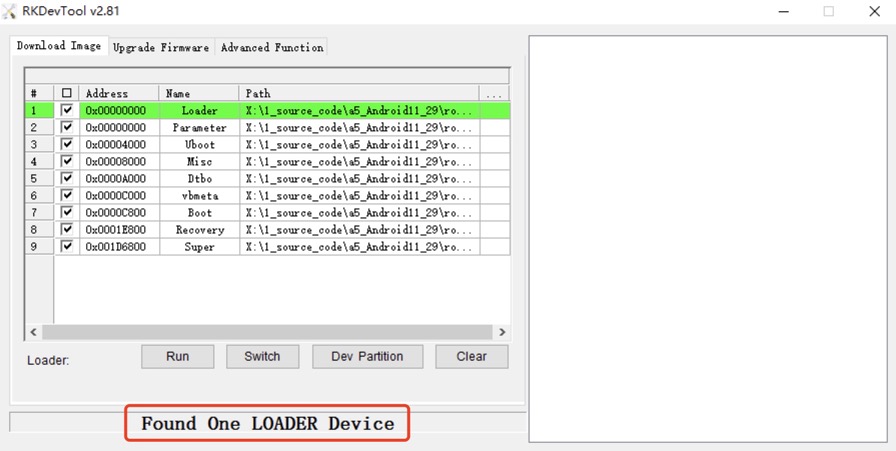 RKDevTool v2.81
Download Image Upgrade Firmware Advanced Function
# Address Name Path ...
1 0x00000000 Loader X:\1_source_code\a5_Android11_29\ro...
2 0x00000000 Parameter X:\1_source_code\a5_Android11_29\ro...
3 0x00004000 Uboot X:\1_source_code\a5_Android11_29\ro...
4 0x00008000 Misc X:\1_source_code\a5_Android11_29\ro...
5 0x0000A000 Dtbo X:\1_source_code\a5_Android11_29\ro...
6 0x0000C000 vbmeta X:\1_source_code\a5_Android11_29\ro...
7 0x0000C800 Boot X:\1_source_code\a5_Android11_29\ro...
8 0x0001E800 Recovery X:\1_source_code\a5_Android11_29\ro...
9 0x001D6800 Super X:\1_source_code\a5_Android11_29\ro...
Loader: Run Switch Dev Partition Clear
Found One LOADER Device